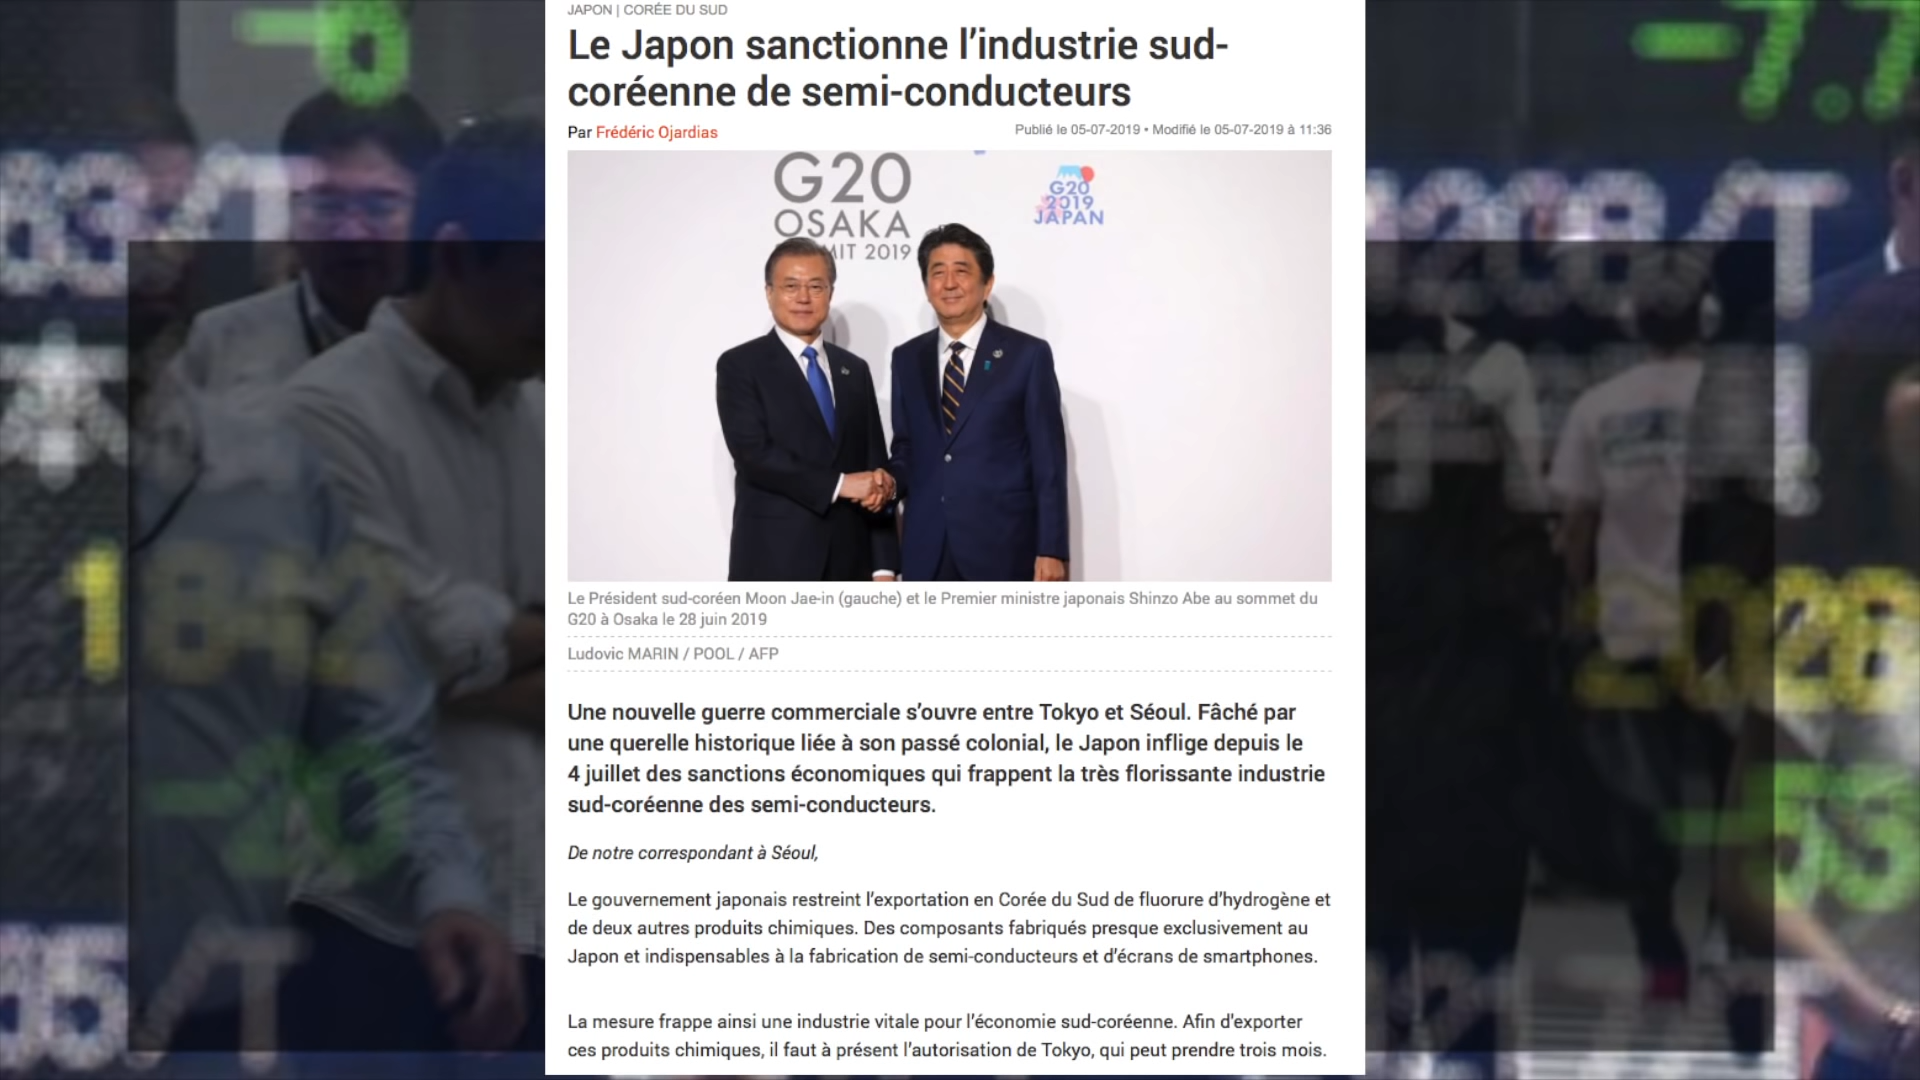 JAPON | CORÉE DU SUD
Le Japon sanctionne l'industrie sud-
coréenne de semi-conducteurs
Par Frédéric Ojardias
Publié le 05-07-2019 • Modifié le 05-07-2019 à 11:36
G20
OSAKA
MIT 2019
G20
2019
JAPAN
Le Président sud-coréen Moon Jae-in (gauche) et le Premier ministre japonais Shinzo Abe au sommet du
G20 à Osaka le 28 juin 2019
Ludovic MARIN / POOL / AFP
Une nouvelle guerre commerciale s'ouvre entre Tokyo et Séoul. Fâché par
une querelle historique liée à son passé colonial, le Japon inflige depuis le
4 juillet des sanctions économiques qui frappent la très florissante industrie
sud-coréenne des semi-conducteurs.
De notre correspondant à Séoul,
Le gouvernement japonais restreint l'exportation en Corée du Sud de fluorure d'hydrogène et
de deux autres produits chimiques. Des composants fabriqués presque exclusivement au
Japon et indispensables à la fabrication de semi-conducteurs et d'écrans de smartphones.
La mesure frappe ainsi une industrie vitale pour l'économie sud-coréenne. Afin d'exporter
ces produits chimiques, il faut à présent l'autorisation de Tokyo, qui peut prendre trois mois.